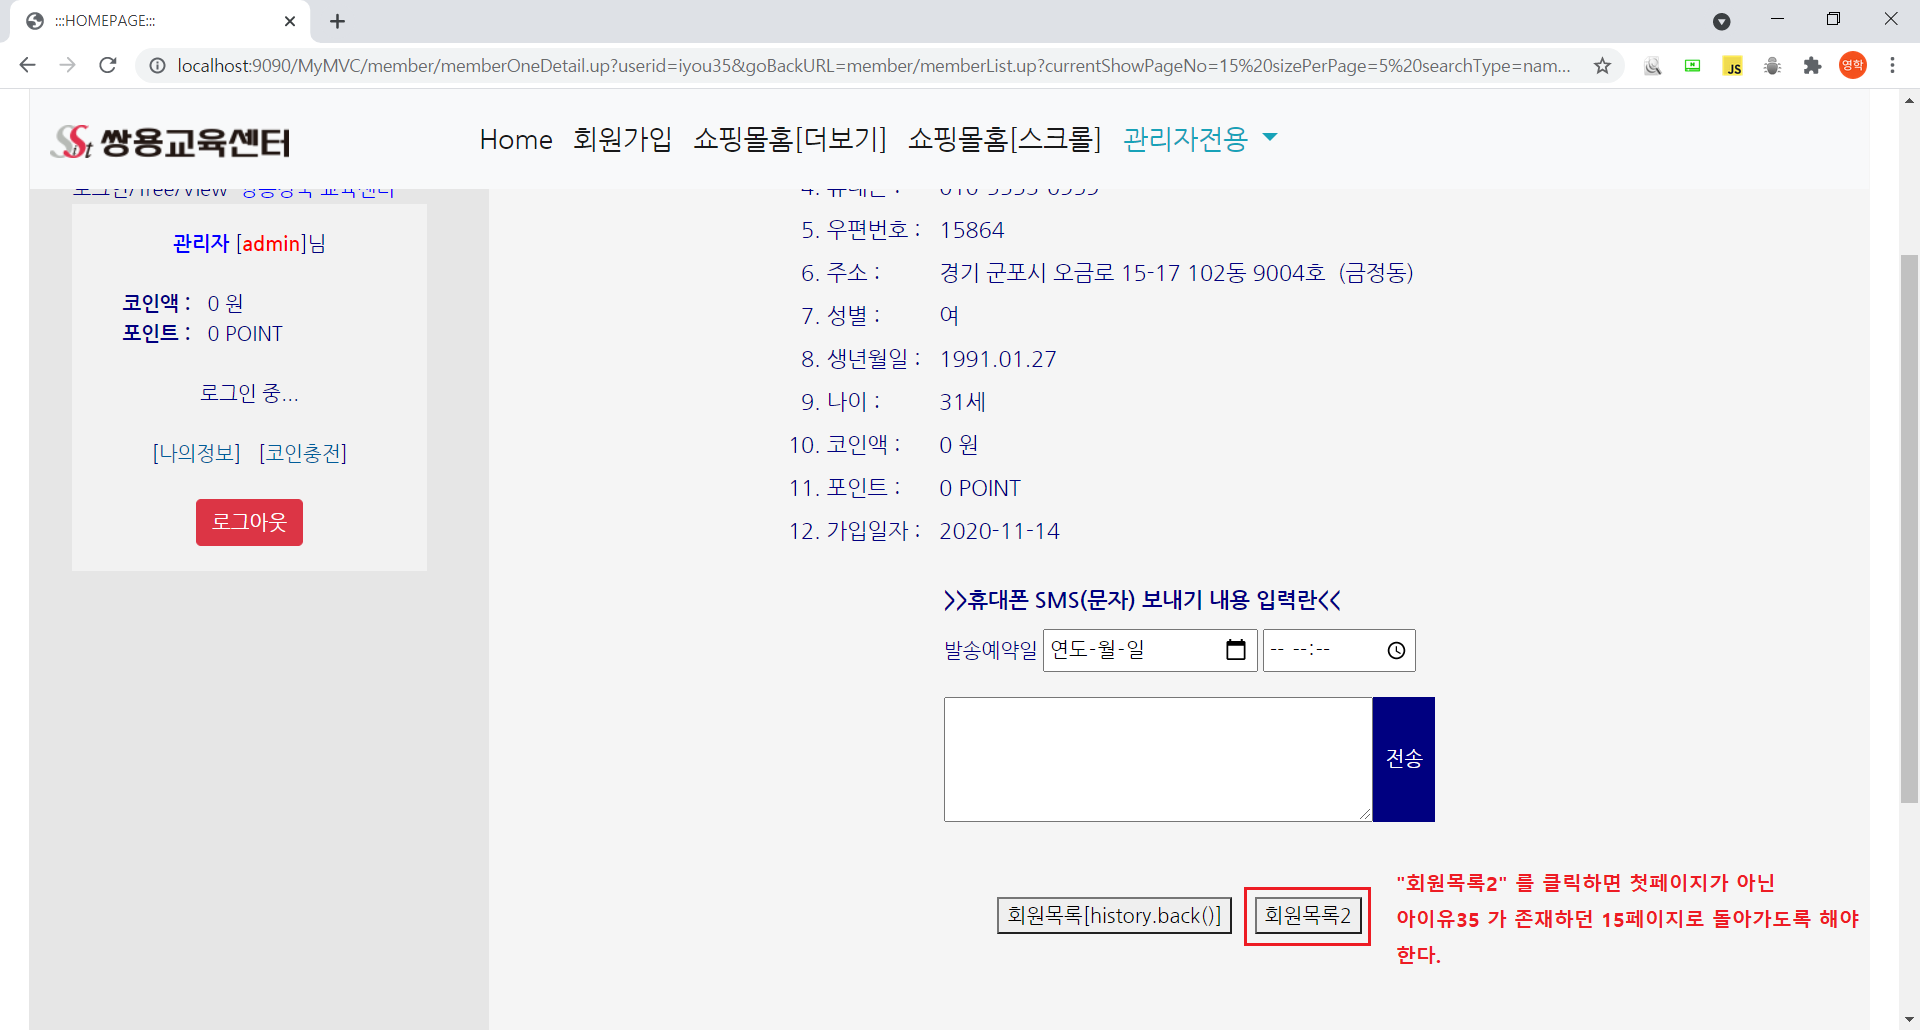 :::HOMEPAGE:::
localhost:9090/MyMVC/member/memberOneDetail.up?userid=iyou35&goBackURL=member/memberList.up?currentShowPageNo=15%20sizePerPage=5%20searchType=nam...
JS
영학
Sist 쌍용교육센터
Home 회원가입 쇼핑몰홈[더보기] 쇼핑몰홈[스크롤] 관리자전용
로그인/Tree/View
관리자 [admin]님
코인액 : 0 원
포인트 : 0 POINT
로그인 중...
[나의정보] [코인충전]
로그아웃
4. 휴대폰 :
5. 우편번호 : 15864
6. 주소 : 경기 군포시 오금로 15-17 102동 9004호 (금정동)
7. 성별 : 여
8. 생년월일 : 1991.01.27
9. 나이 : 31세
10. 코인액 : 0 원
11. 포인트 : 0 POINT
12. 가입일자 : 2020-11-14
>>휴대폰 SMS(문자) 보내기 내용 입력란<<
발송예약일 연도-월-일 -- --:--
전송
회원목록[history.back()] 회원목록2
"회원목록2" 를 클릭하면 첫페이지가 아닌
아이유35 가 존재하던 15페이지로 돌아가도록 해야
한다.